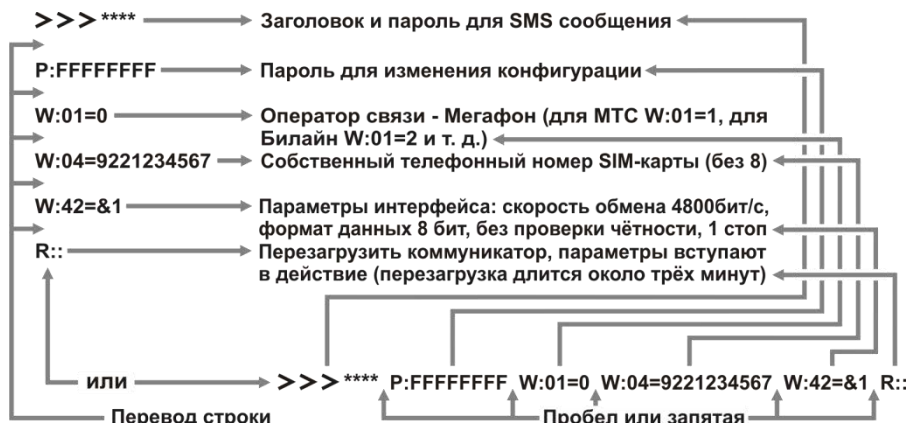 >>>**** Заголовок и пароль для SMS сообщения
P:FFFFFFFF Пароль для изменения конфигурации
W:01=0 Оператор связи - Мегафон (для МТС W:01=1, для
Билайн W:01=2 и т. д.)
W:04=9221234567 Собственный телефонный номер SIM-карты (без 8)
W:42=&1 Параметры интерфейса: скорость обмена 4800бит/с,
формат данных 8 бит, без проверки чётности, 1 стоп
R:: Перезагрузить коммуникатор, параметры вступают
в действие (перезагрузка длится около трёх минут)
или >>>**** P:FFFFFFFF W:01=0 W:04=9221234567 W:42=&1 R::
Перевод строки Пробел или запятая